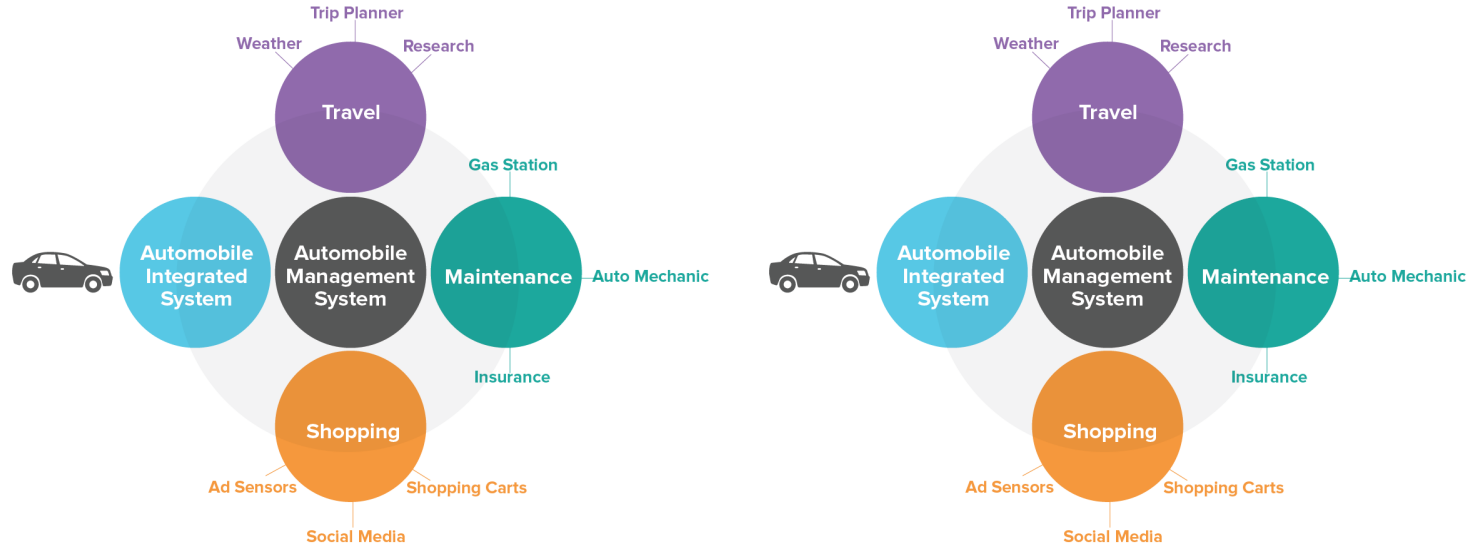 Trip Planner
Weather
Research
Travel
Gas Station
Automobile
Integrated
System
Automobile
Management
System
Maintenance
Auto Mechanic
Insurance
Shopping
Ad Sensors
Shopping Carts
Social Media
Trip Planner
Weather
Research
Travel
Gas Station
Automobile
Integrated
System
Automobile
Management
System
Maintenance
Auto Mechanic
Insurance
Shopping
Ad Sensors
Shopping Carts
Social Media